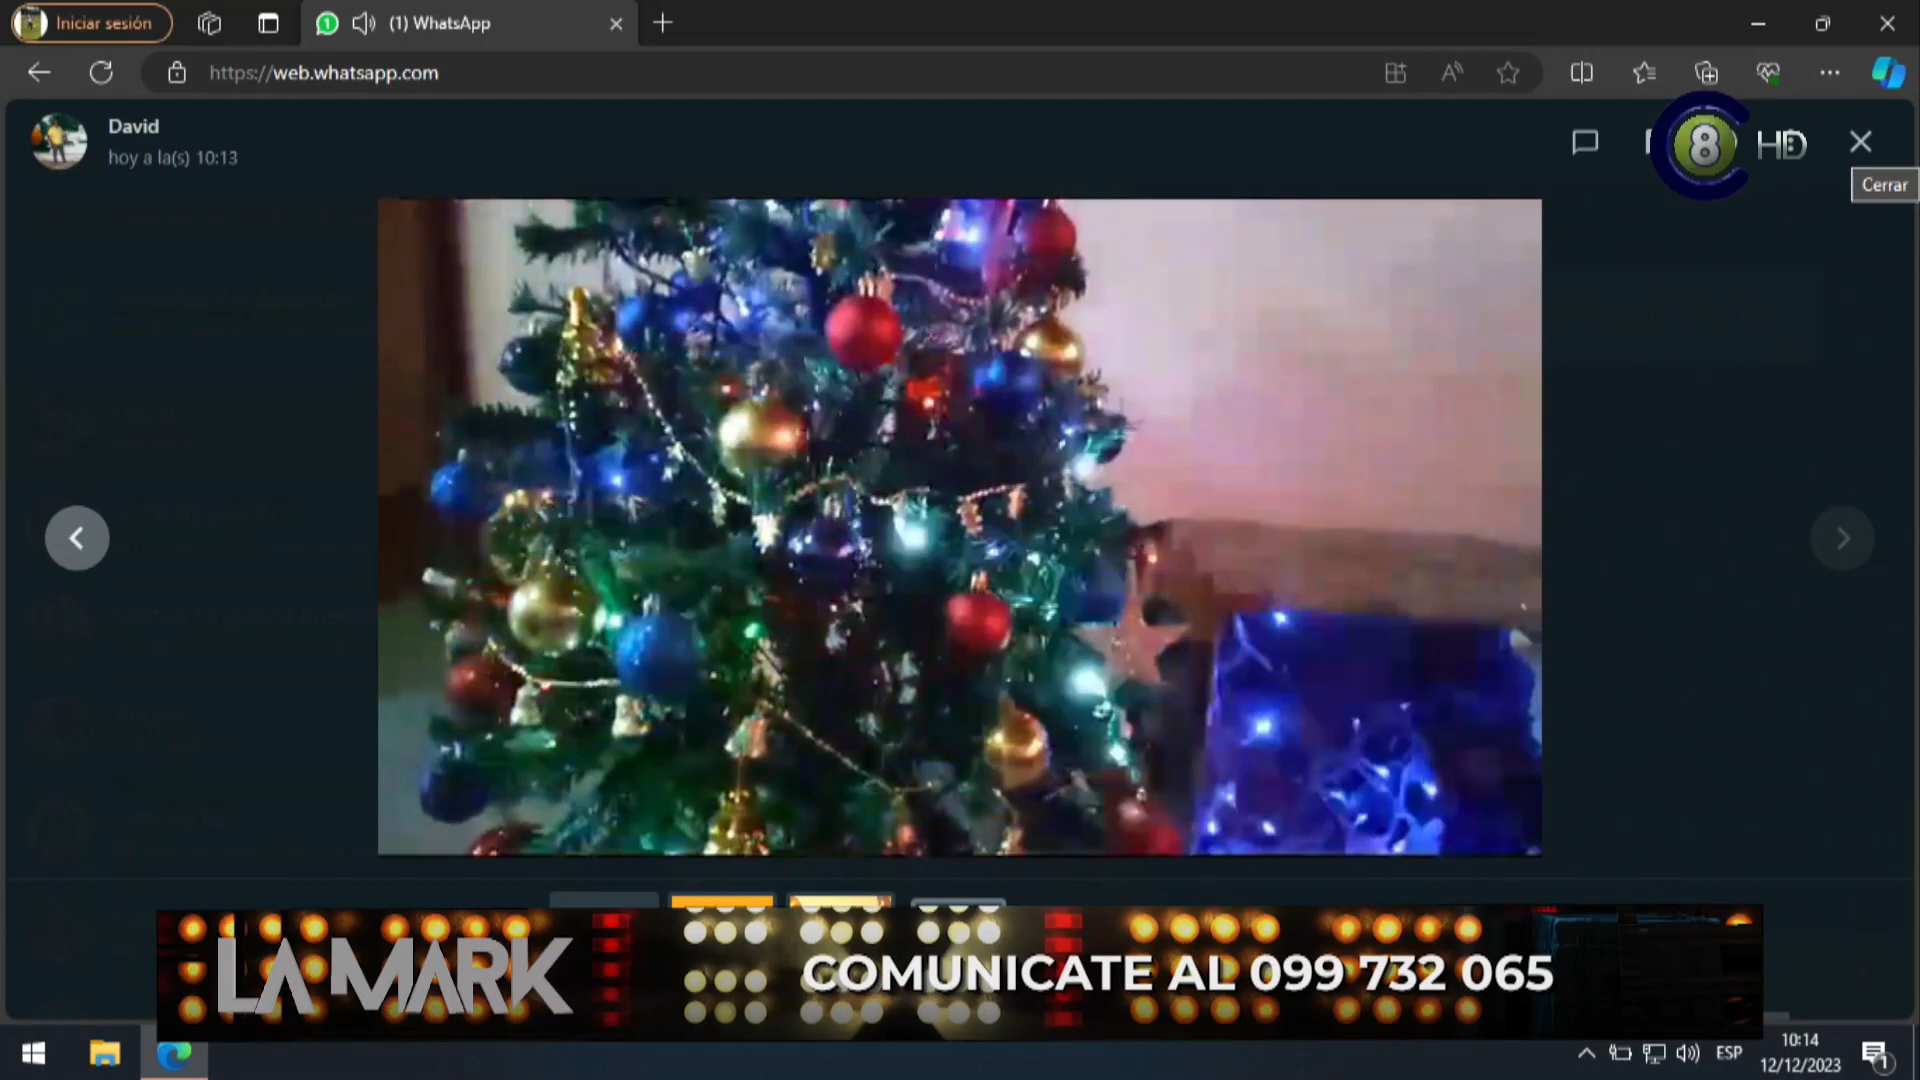 Iniciar sesión
(1) WhatsApp
https://web.whatsapp.com
David
hoy a la(s) 10:13
8 HD
Cerrar
LA MARK
COMUNICATE AL 099 732 065
ESP
10:14
12/12/2023
1